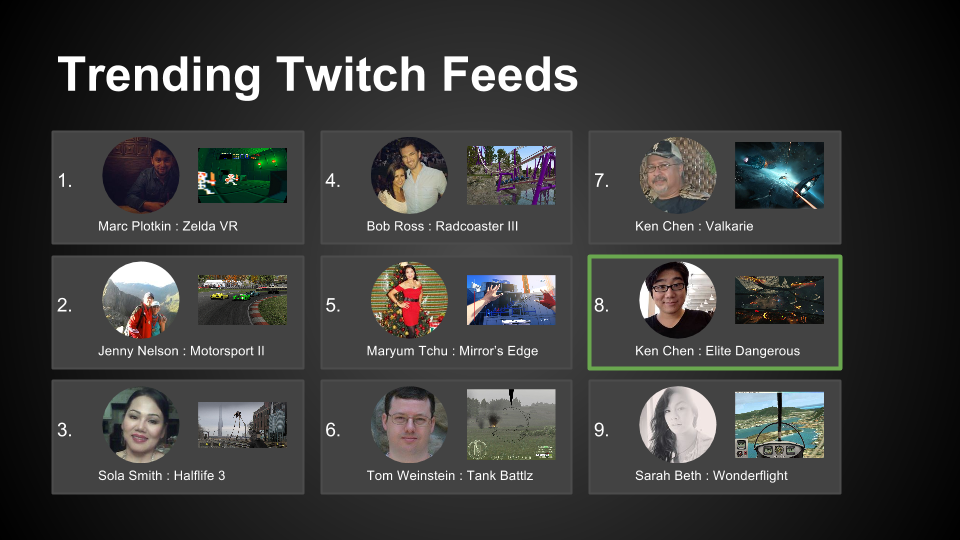 Trending Twitch Feeds
1.
Marc Plotkin : Zelda VR
2.
Jenny Nelson : Motorsport II
3.
Sola Smith : Halflife 3
4.
Bob Ross : Radcoaster III
5.
Maryum Tchu : Mirror's Edge
6.
Tom Weinstein : Tank Battlz
7.
Ken Chen : Valkarie
8.
Ken Chen : Elite Dangerous
9.
Sarah Beth : Wonderflight